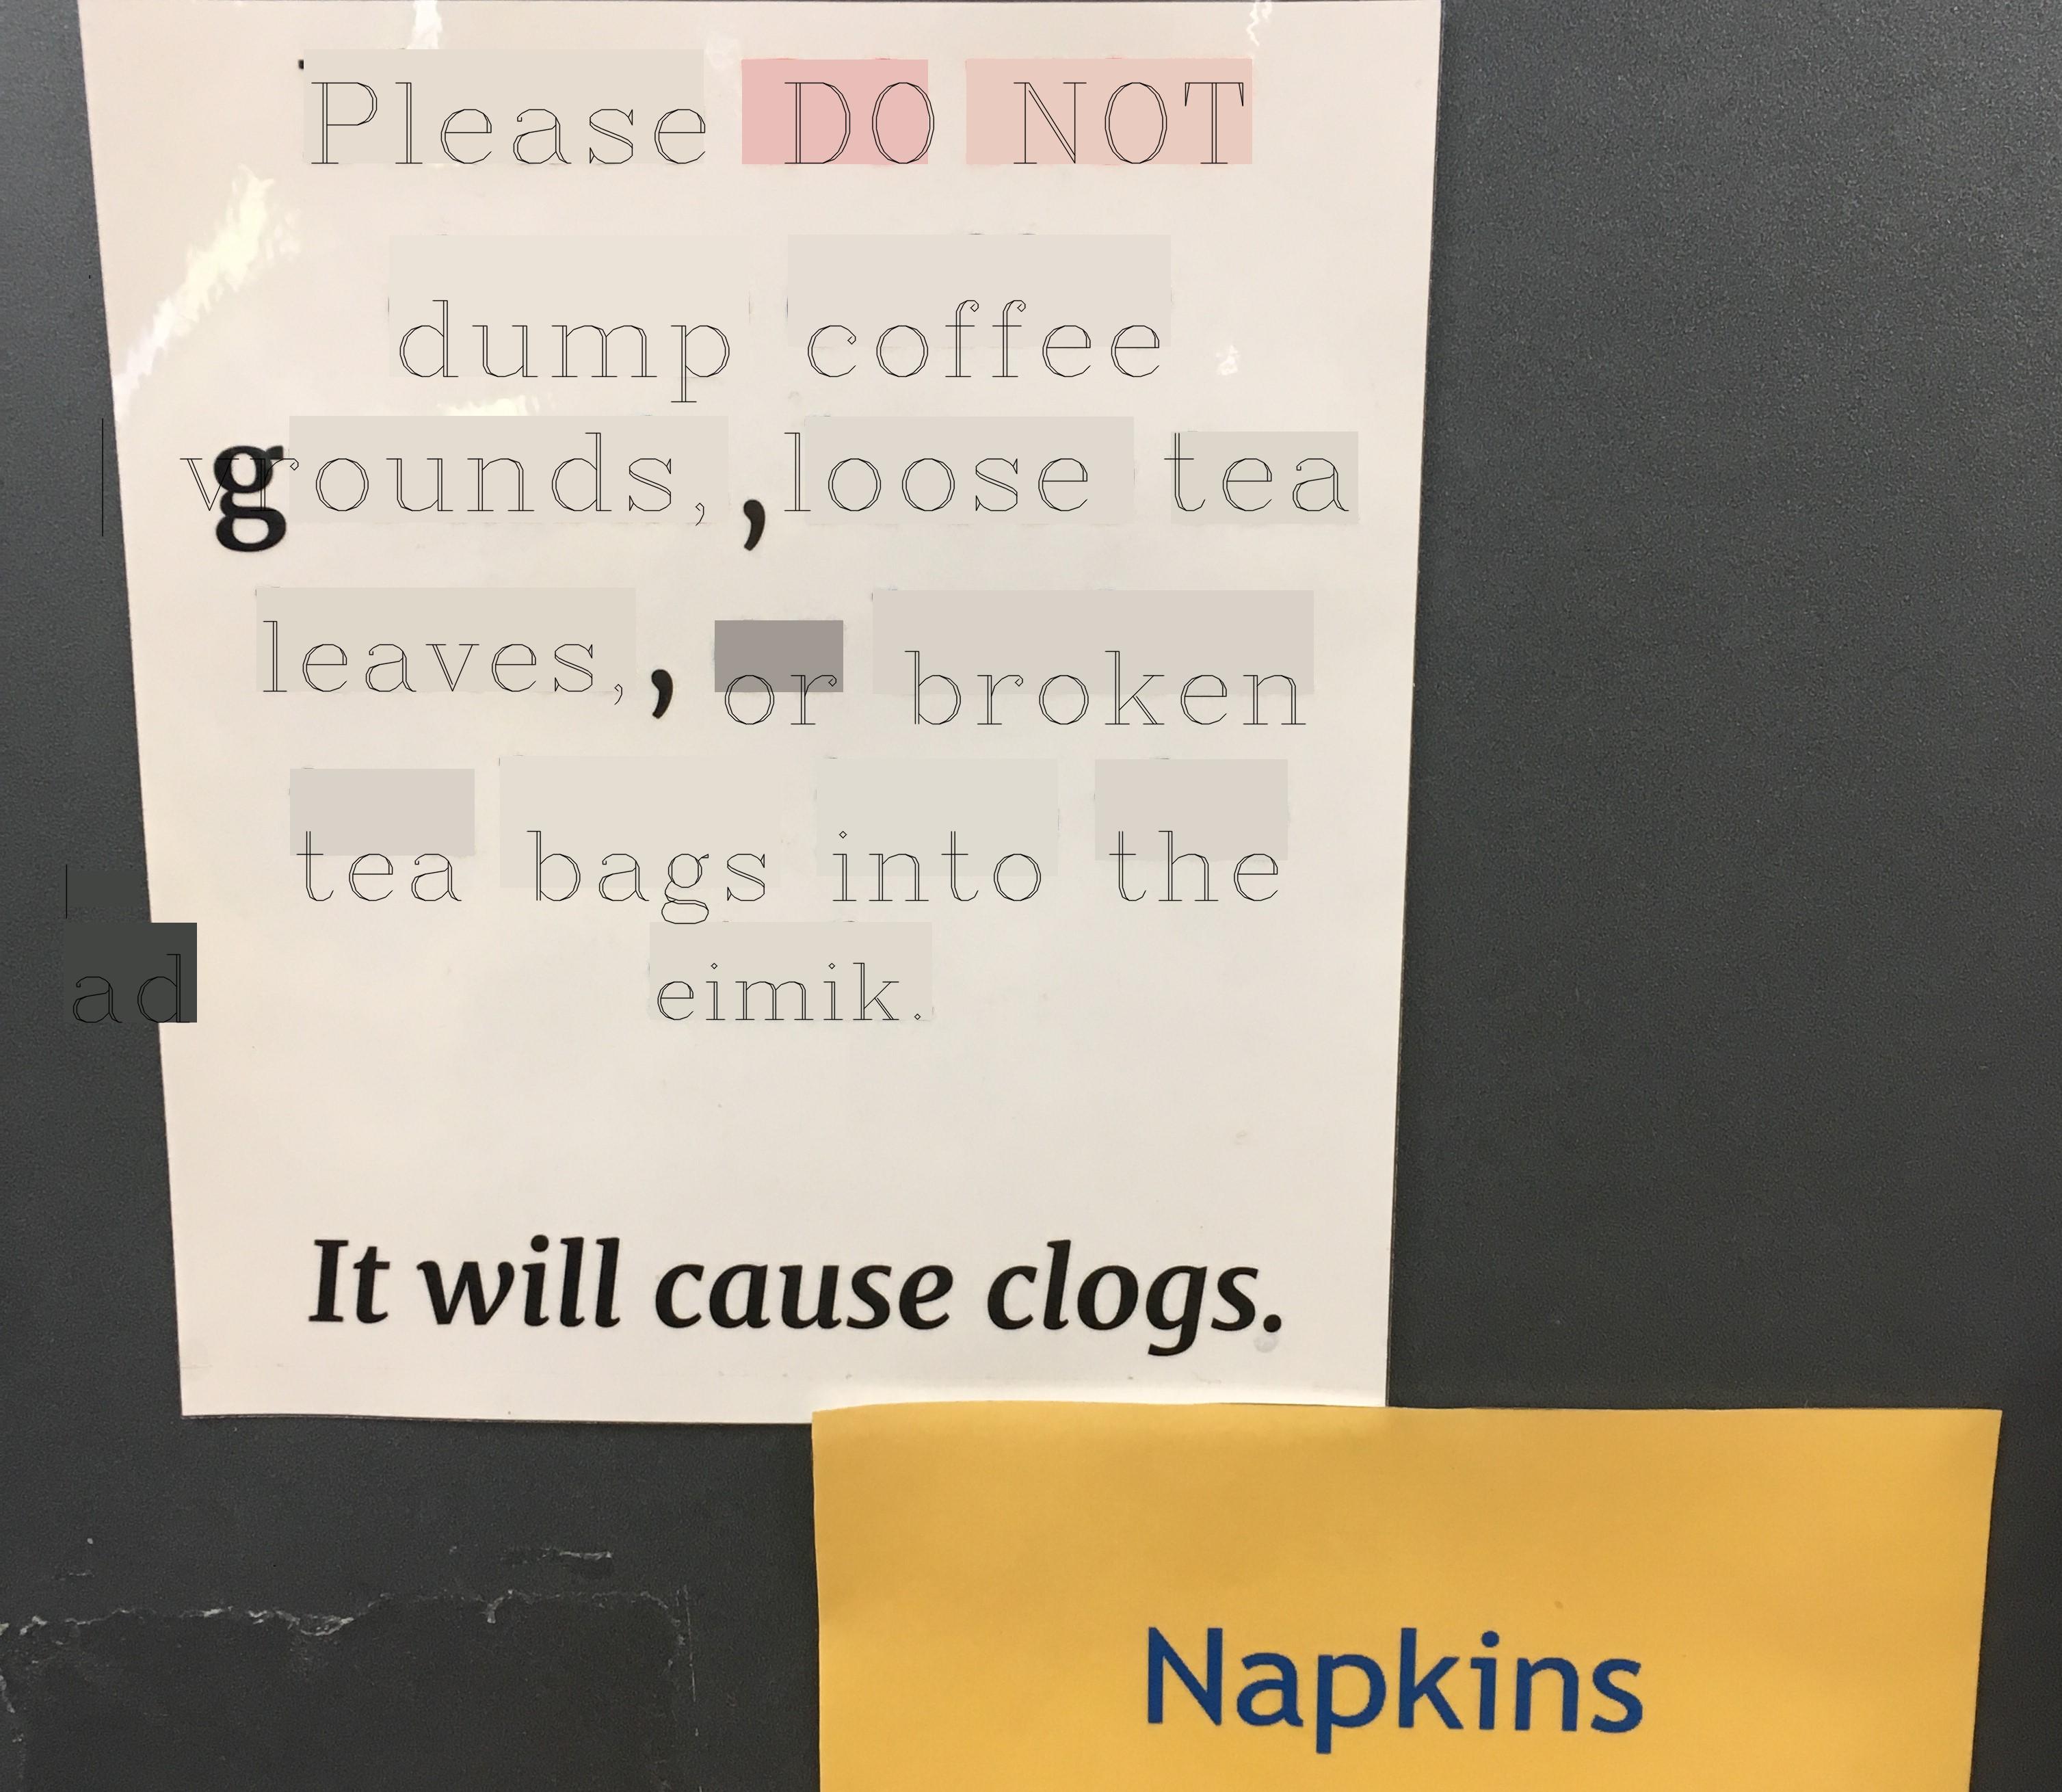 Please DO NOT
dump coffee
grounds, loose tea
leaves, or broken
tea bags into the
ad eimik.
It will cause clogs.
Napkins